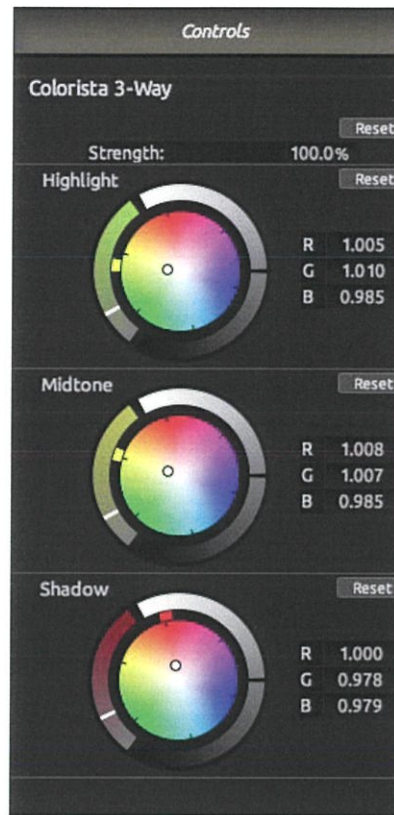 Controls
Colorista 3-Way
Reset
Strength: 100.0%
Highlight Reset
R 1.005
G 1.010
B 0.985
Midtone Reset
R 1.008
G 1.007
B 0.985
Shadow Reset
R 1.000
G 0.978
B 0.979